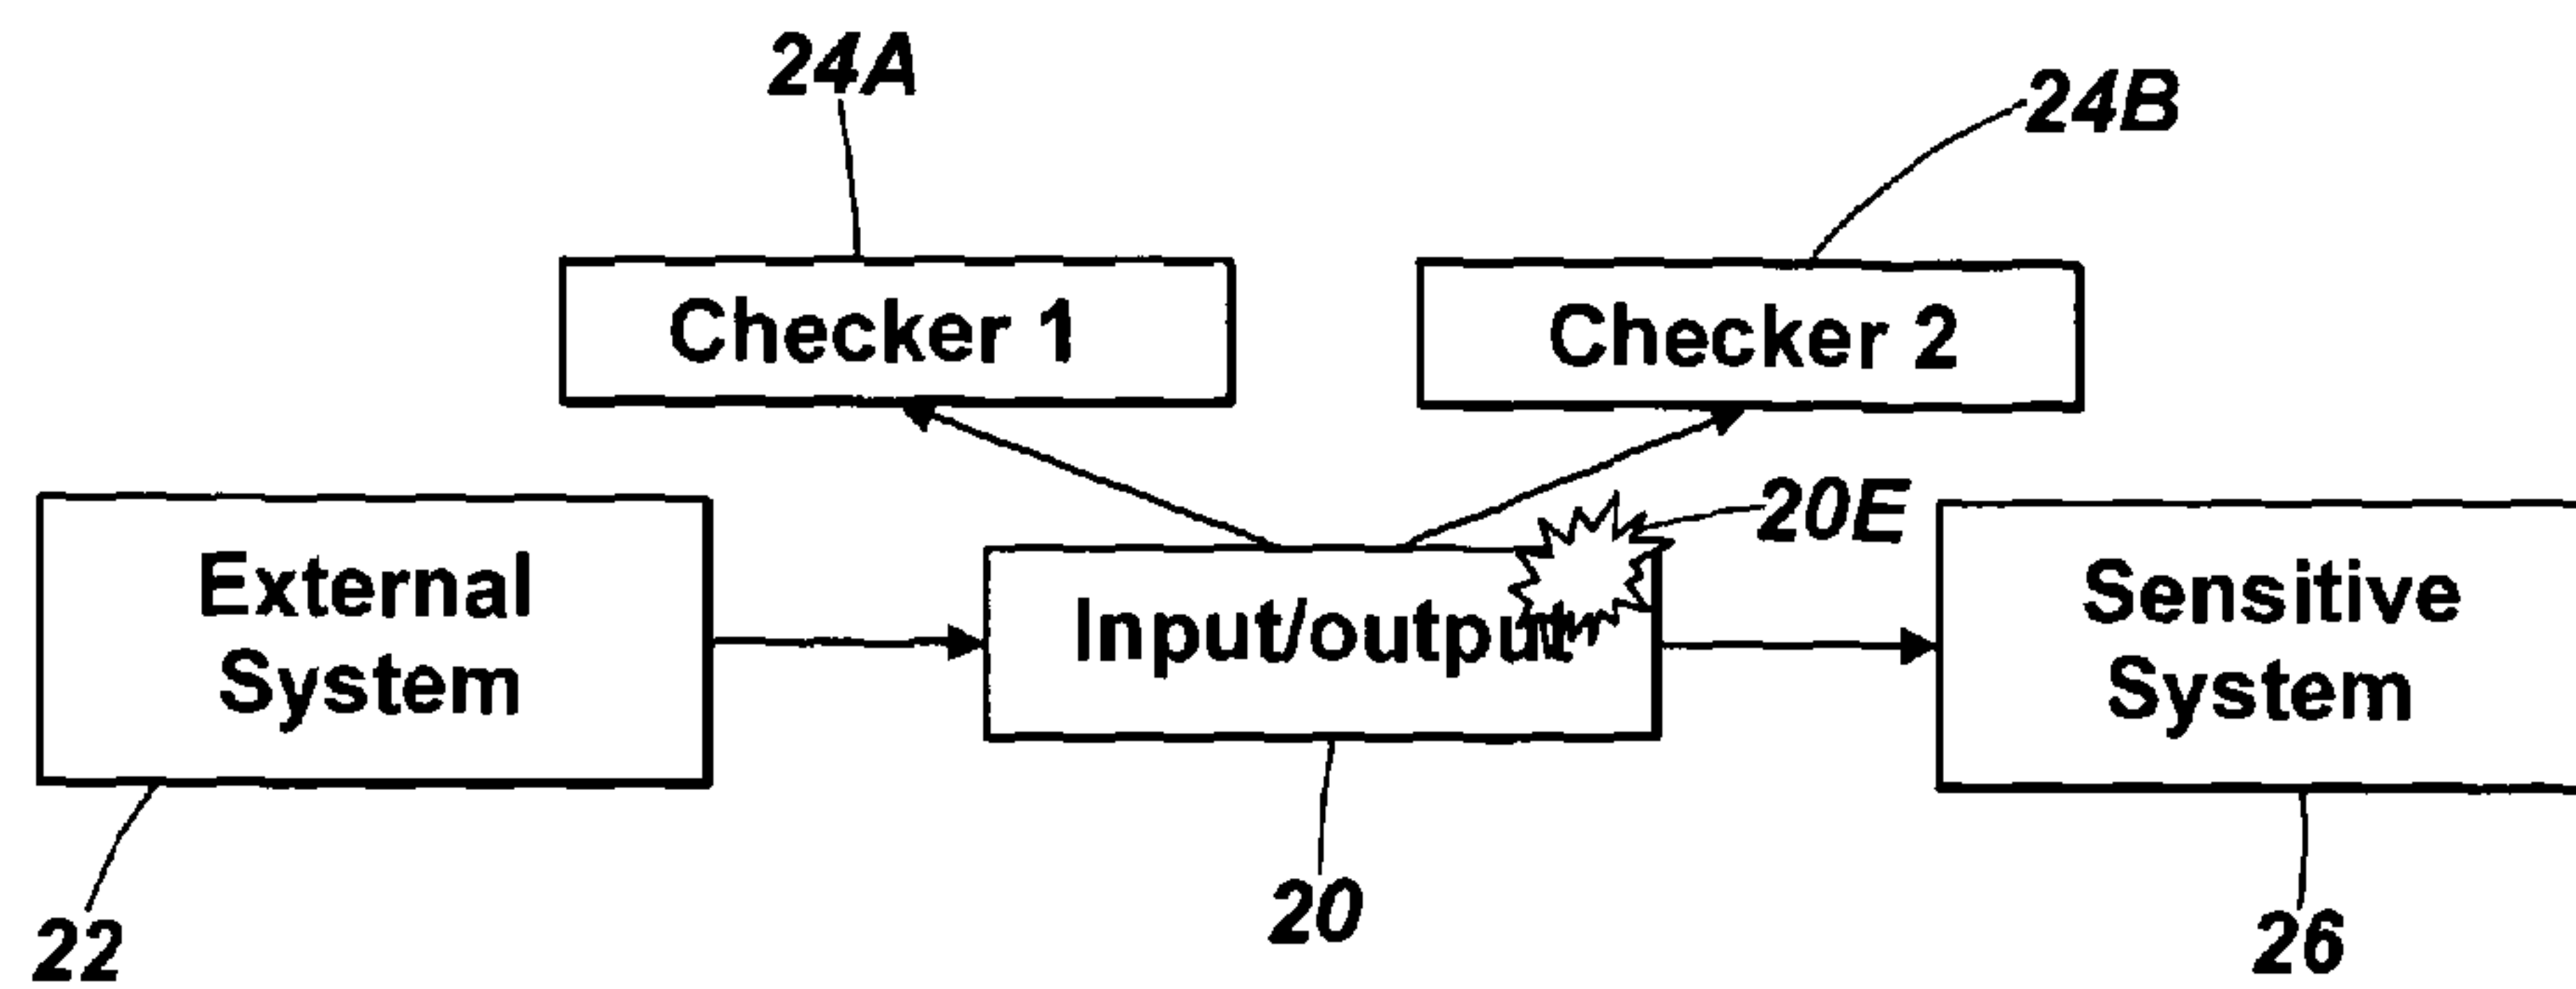 24A
24B
Checker 1
Checker 2
20E
External
System
Input/output
Sensitive
System
22
20
26